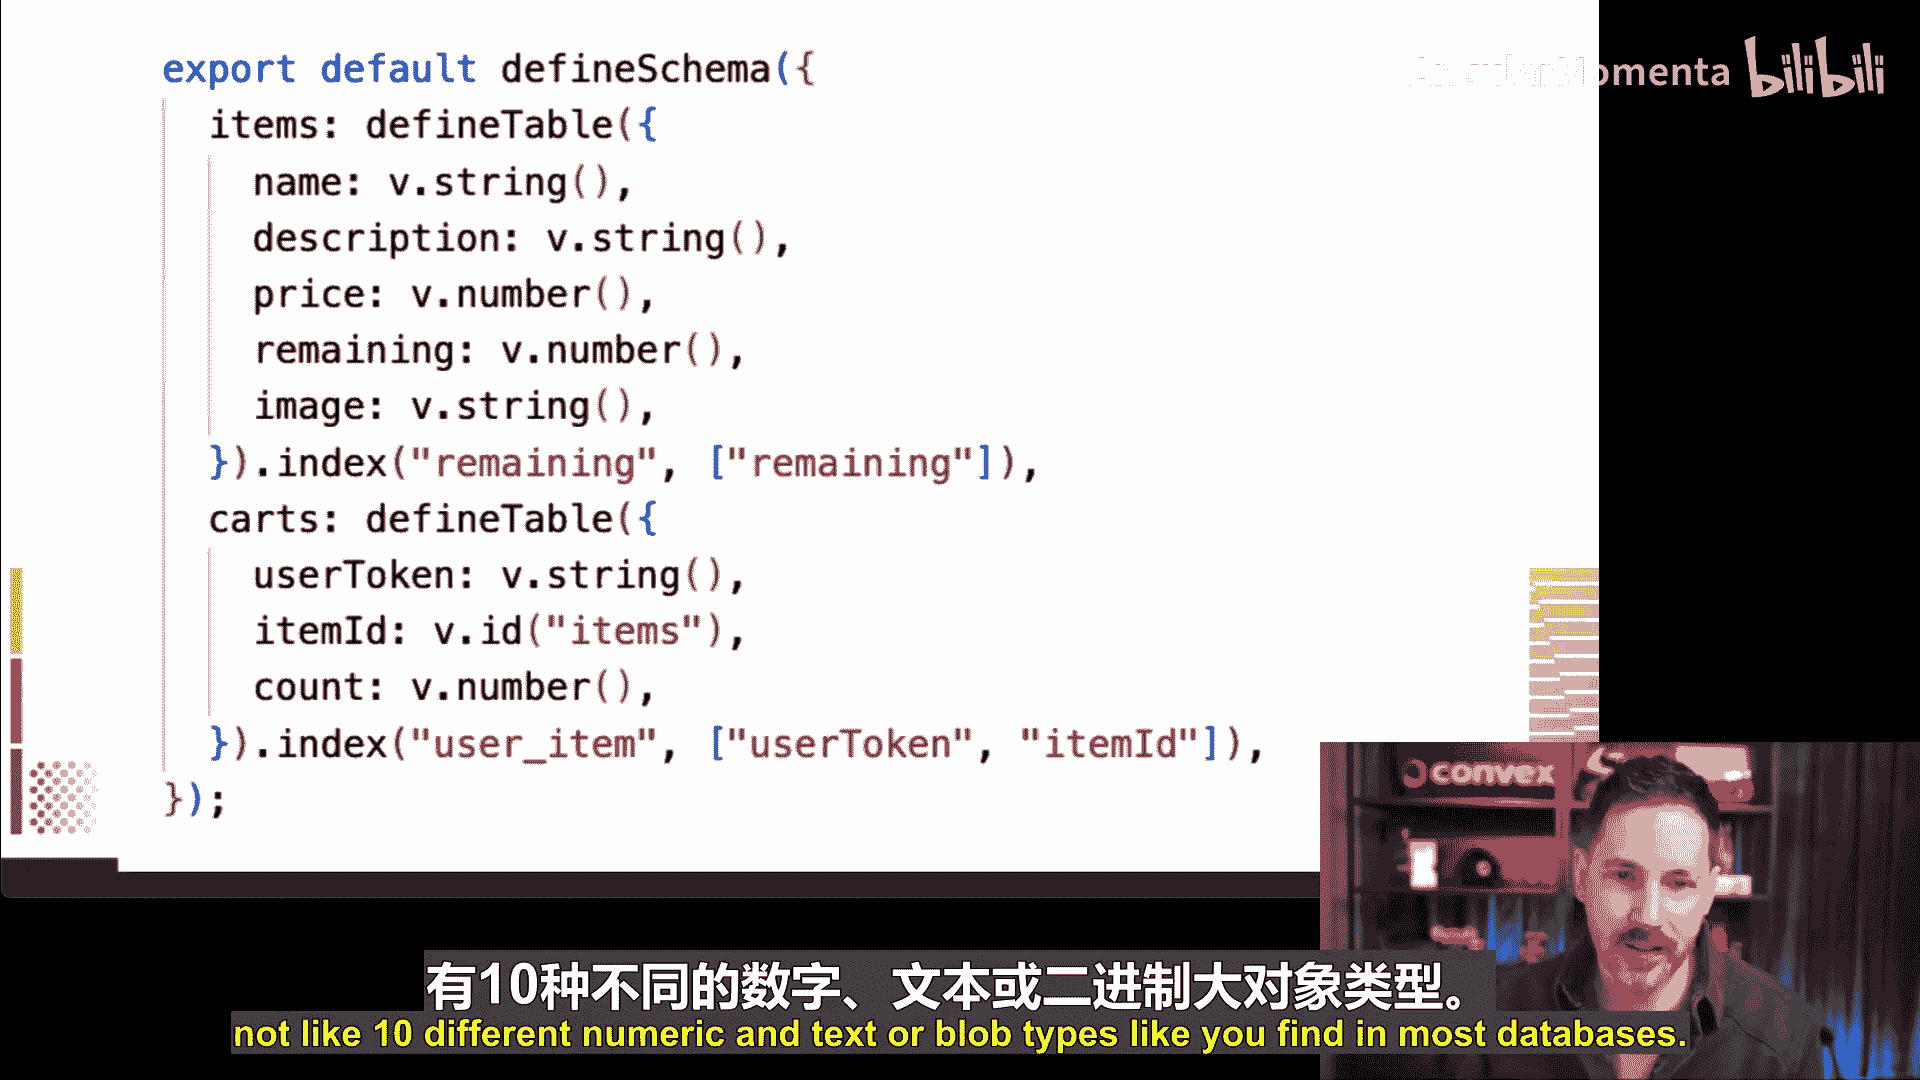 export default defineSchema({
items: defineTable({
name: v.string(),
description: v.string(),
price: v.number(),
remaining: v.number(),
image: v.string(),
}).index("remaining", ["remaining"]),
carts: defineTable({
userToken: v.string(),
itemId: v.id("items"),
count: v.number(),
}).index("user_item", ["userToken", "itemId"]),
});
bilibili
convex
有10种不同的数字、文本或二进制大对象类型。
not like 10 different numeric and text or blob types like you find in most databases.